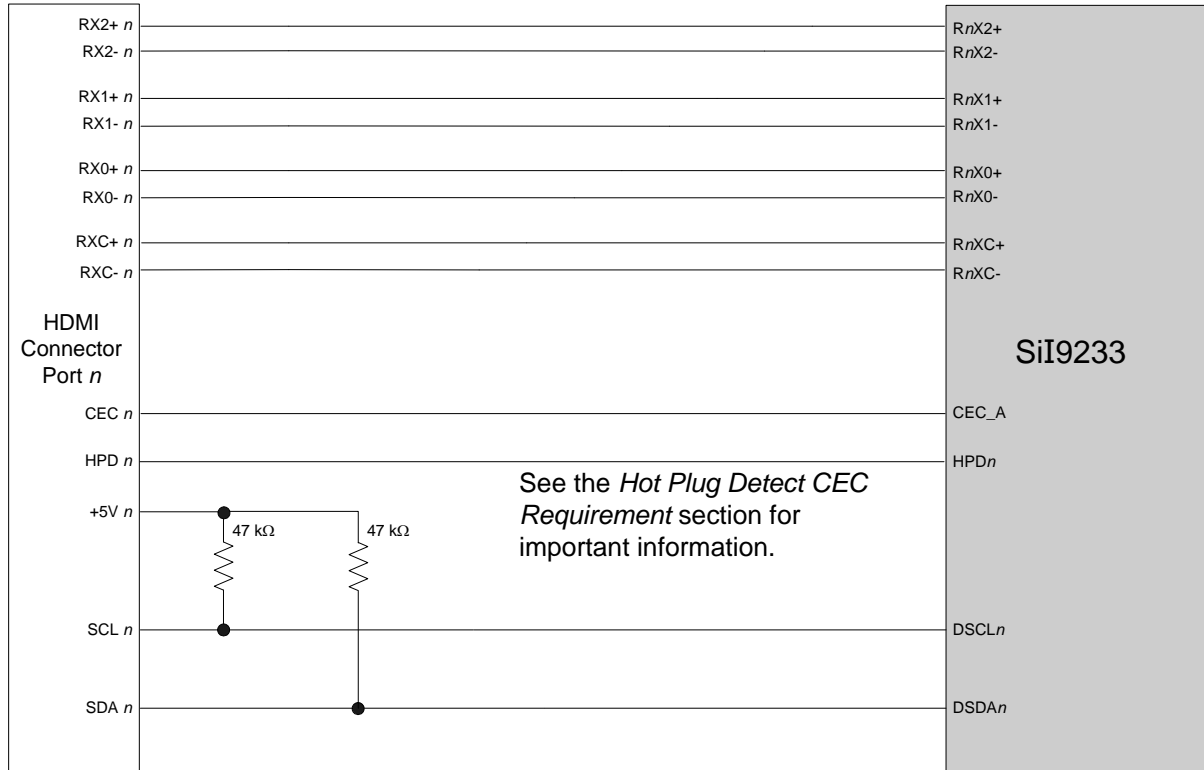 RX2+ n
RX2- n
RX1+ n
RX1- n
RX0+ n
RX0- n
RXC+ n
RXC- n
HDMI
Connector
Port n
CEC n
HPD n
+5V n
SCL n
SDA n
47 kΩ
47 kΩ
See the Hot Plug Detect CEC
Requirement section for
important information.
RnX2+
RnX2-
RnX1+
RnX1-
RnX0+
RnX0-
RnXC+
RnXC-
SiI9233
CEC_A
HPDn
DSCLn
DSDAn